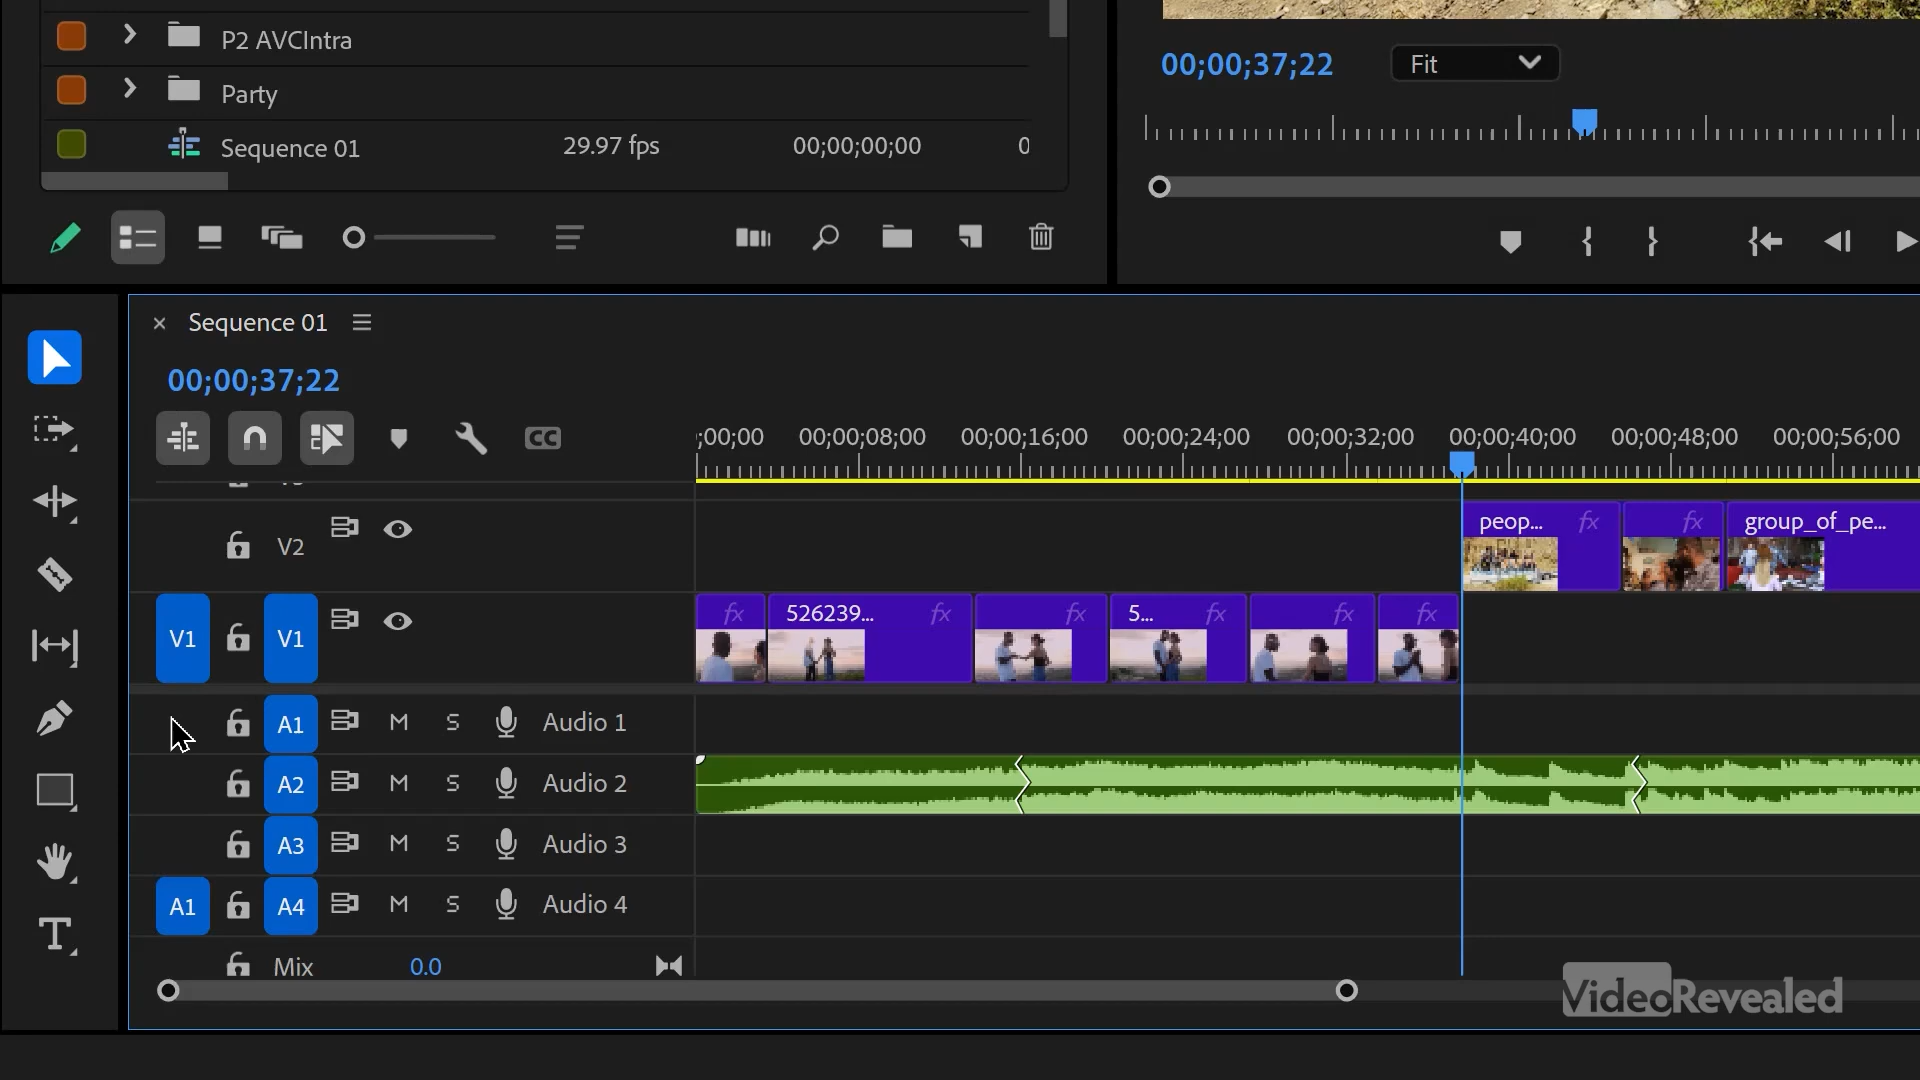 P2 AVCIntra
Party
Sequence 01 29.97 fps 00;00;00;00 0
00;00;37;22 Fit
Sequence 01
00;00;37;22
CC
;00;00 00;00;08;00 00;00;16;00 00;00;24;00 00;00;32;00 00;00;40;00 00;00;48;00 00;00;56;00
V2
peop... fx fx group_of_pe...
V1 V1
fx 526239... fx fx 5... fx fx fx
A1 M S Audio 1
A2 M S Audio 2
A3 M S Audio 3
A1 A4 M S Audio 4
Mix 0.0
VideoRevealed